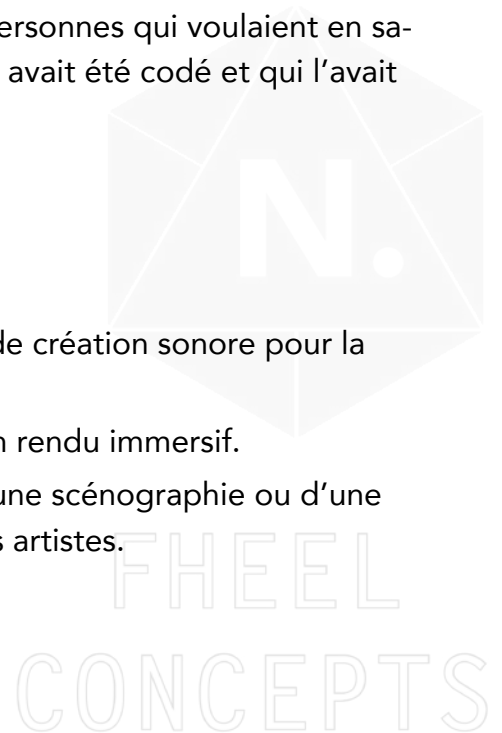 ersonnes qui voulaient en sa-
avait été codé et qui l’avait
N.
de création sonore pour la
n rendu immersif.
une scénographie ou d’une
s artistes.
FHEEL
CONCEPTS